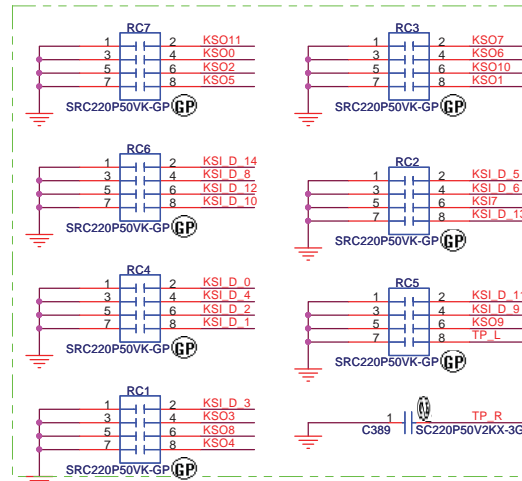 RC7
1 2 KSO11
3 4 KSO0
5 6 KSO2
7 8 KSO5
SRC220P50VK-GP GP
RC3
1 2 KSO7
3 4 KSO6
5 6 KSO10
7 8 KSO1
SRC220P50VK-GP GP
RC6
1 2 KSI_D_14
3 4 KSI_D_8
5 6 KSI_D_12
7 8 KSI_D_10
SRC220P50VK-GP GP
RC2
1 2 KSI_D_5
3 4 KSI_D_6
5 6 KSI7
7 8 KSI_D_13
SRC220P50VK-GP GP
RC4
1 2 KSI_D_0
3 4 KSI_D_4
5 6 KSI_D_2
7 8 KSI_D_1
SRC220P50VK-GP GP
RC5
1 2 KSI_D_11
3 4 KSI_D_9
5 6 KSO9
7 8 TP_L
SRC220P50VK-GP GP
RC1
1 2 KSI_D_3
3 4 KSO3
5 6 KSO8
7 8 KSO4
SRC220P50VK-GP GP
1 TP_R
C389 SC220P50V2KX-3G